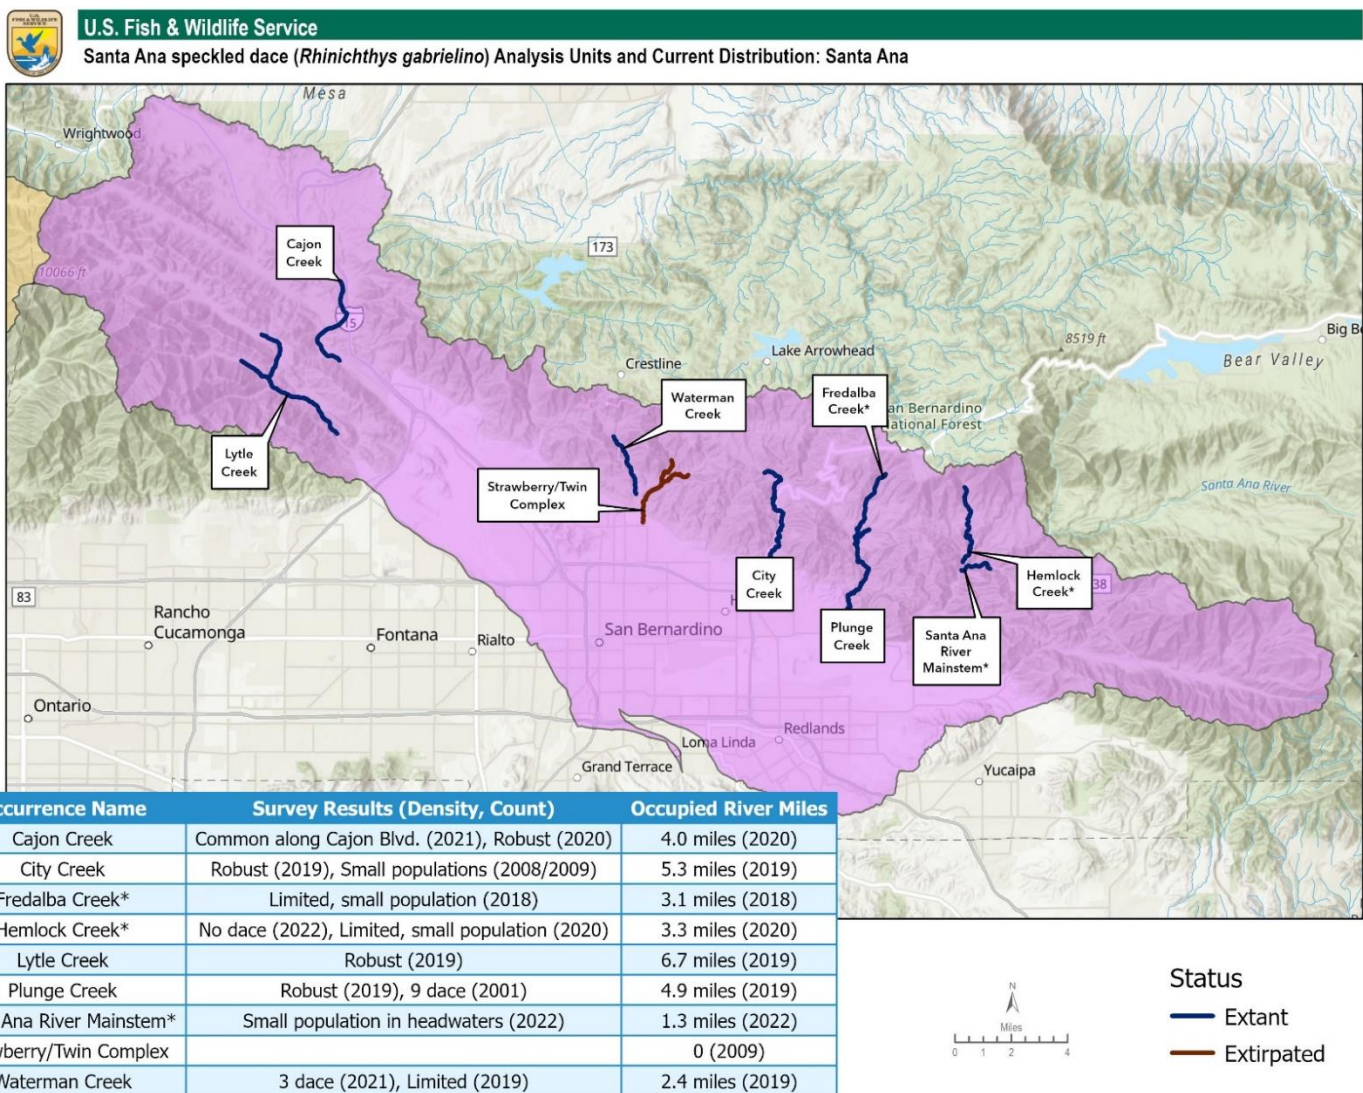 U.S.
FISH & WILDLIFE
SERVICE
U.S. Fish & Wildlife Service
Santa Ana speckled dace (Rhinichthys gabrielino) Analysis Units and Current Distribution: Santa Ana
Mesa
Wrightwood
Cajon
Creek
173
10066 ft
15
Big Be
8519 ft
Bear Valley
Lake Arrowhead
Crestline
Waterman
Creek
Fredalba
Creek*
an Bernardino
ational Forest
Lytle
Creek
Strawberry/Twin
Complex
Santa Ana River
City
Creek
Hemlock
Creek*
38
83
Rancho
Cucamonga
H
Fontana
Rialto
San Bernardino
Plunge
Creek
Santa Ana
River
Mainstem*
Ontario
Redlands
Loma Linda
Grand Terrace
Yucaipa
ccurrence Name Survey Results (Density, Count) Occupied River Miles
Cajon Creek Common along Cajon Blvd. (2021), Robust (2020) 4.0 miles (2020)
City Creek Robust (2019), Small populations (2008/2009) 5.3 miles (2019)
Fredalba Creek* Limited, small population (2018) 3.1 miles (2018)
Hemlock Creek* No dace (2022), Limited, small population (2020) 3.3 miles (2020)
Lytle Creek Robust (2019) 6.7 miles (2019)
Plunge Creek Robust (2019), 9 dace (2001) 4.9 miles (2019)
Ana River Mainstem* Small population in headwaters (2022) 1.3 miles (2022)
wberry/Twin Complex 0 (2009)
Waterman Creek 3 dace (2021), Limited (2019) 2.4 miles (2019)
N
Miles
0 1 2 4
Status
Extant
Extirpated